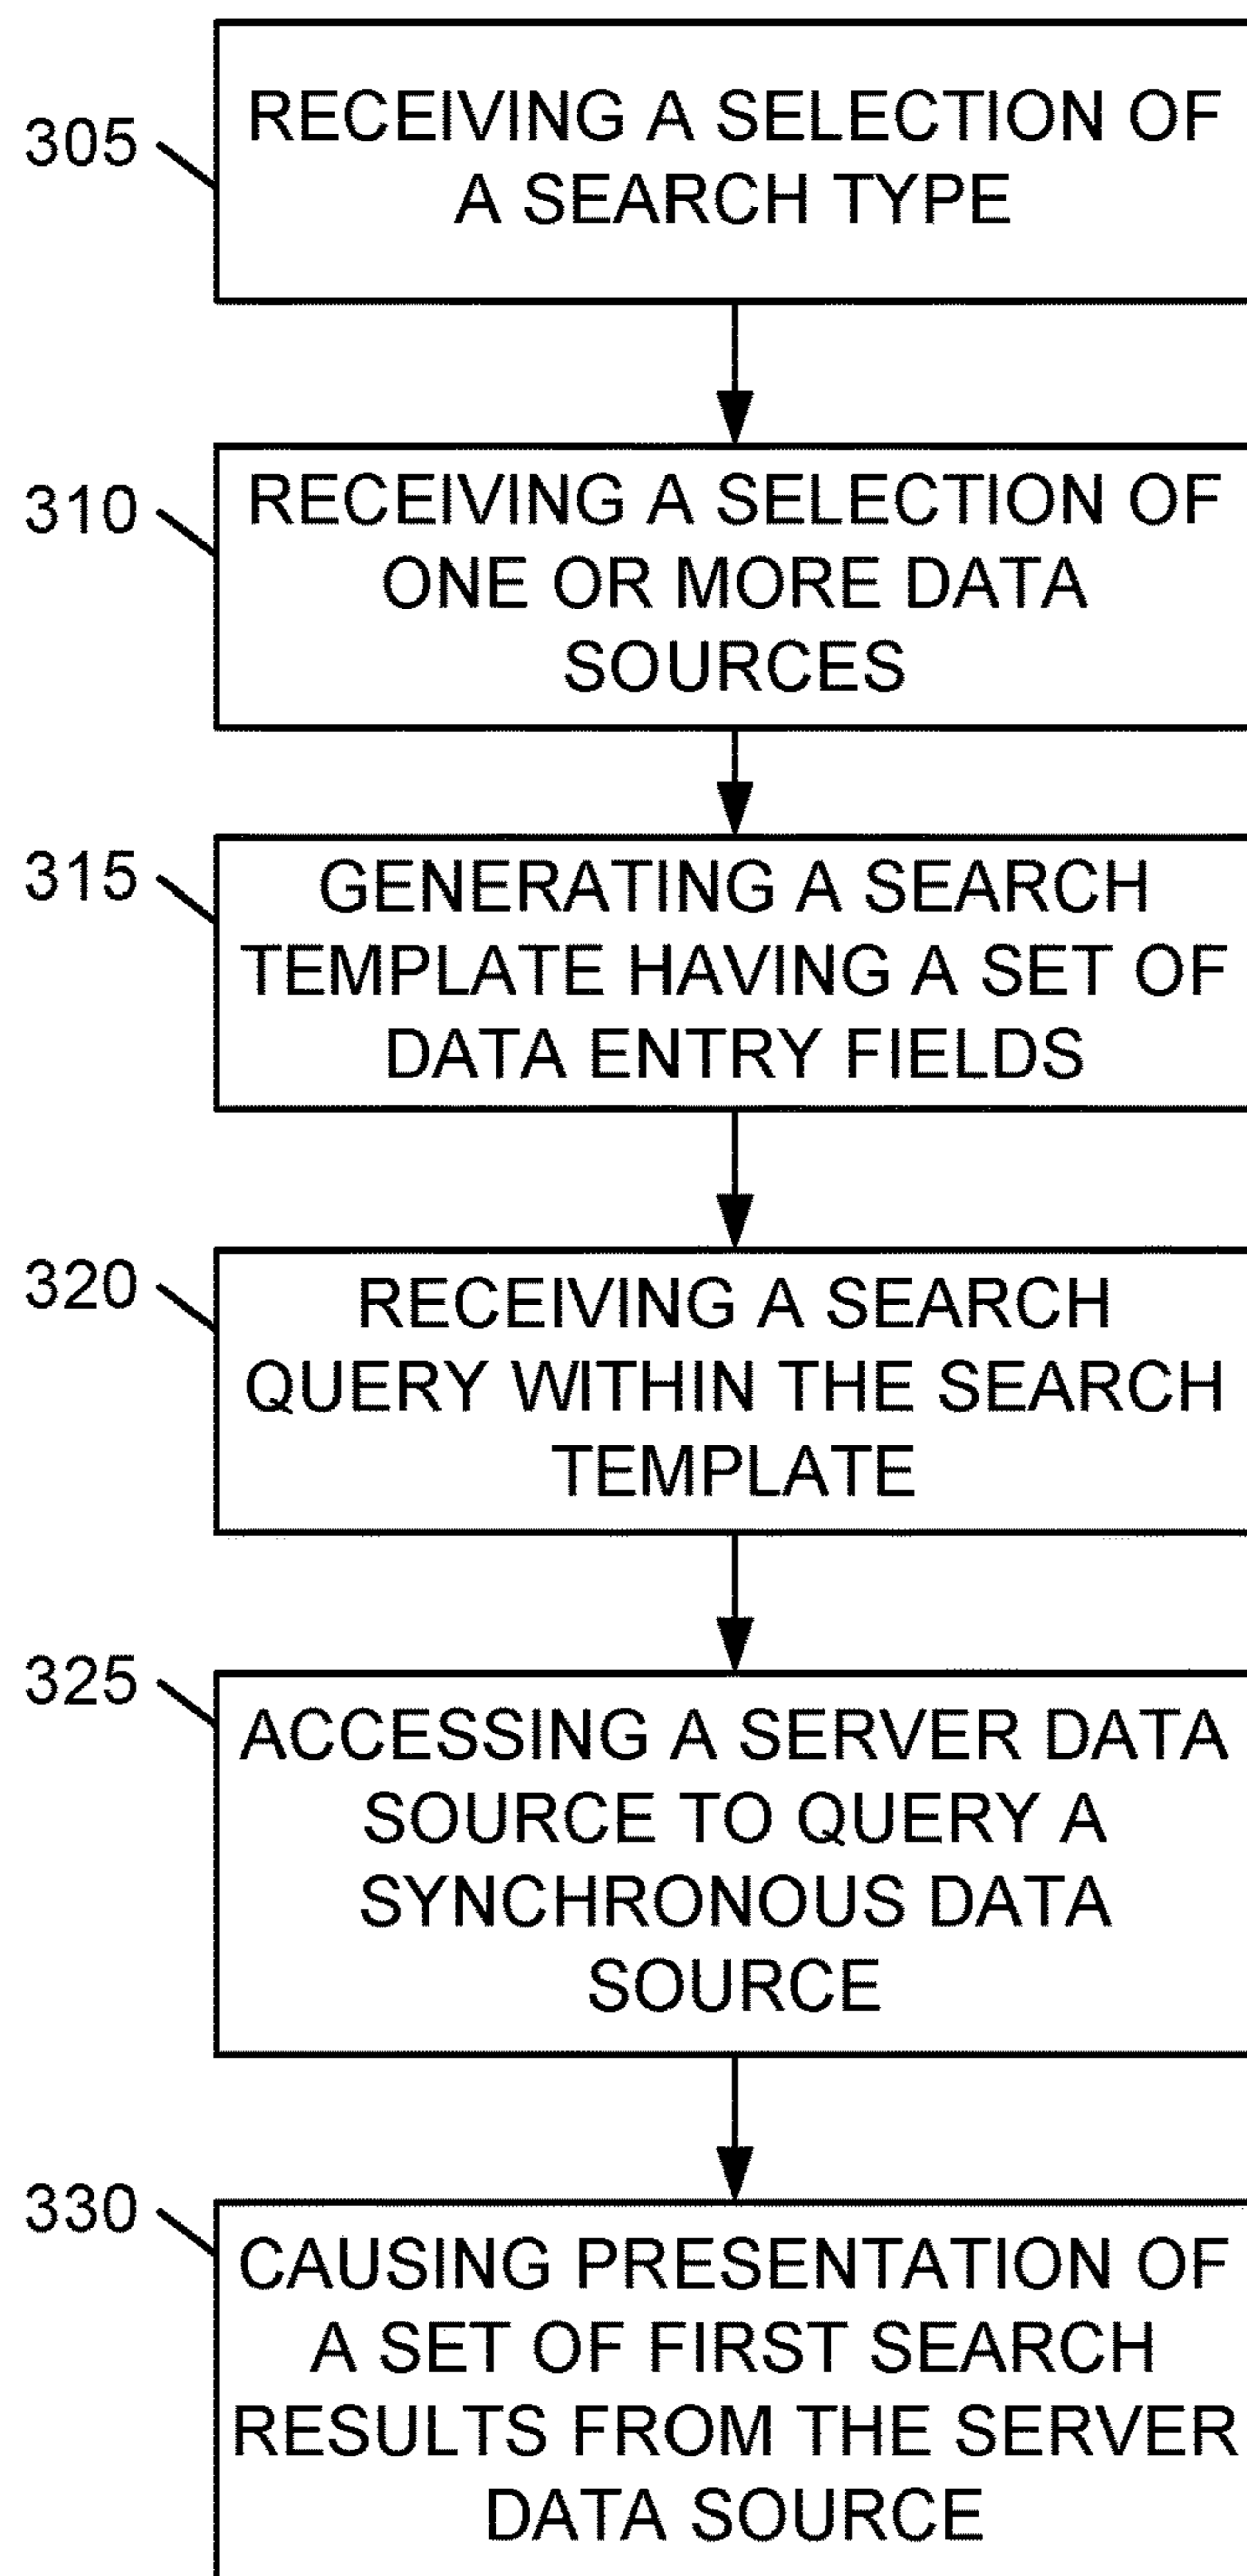 305
RECEIVING A SELECTION OF
A SEARCH TYPE
310
RECEIVING A SELECTION OF
ONE OR MORE DATA
SOURCES
315
GENERATING A SEARCH
TEMPLATE HAVING A SET OF
DATA ENTRY FIELDS
320
RECEIVING A SEARCH
QUERY WITHIN THE SEARCH
TEMPLATE
325
ACCESSING A SERVER DATA
SOURCE TO QUERY A
SYNCHRONOUS DATA
SOURCE
330
CAUSING PRESENTATION OF
A SET OF FIRST SEARCH
RESULTS FROM THE SERVER
DATA SOURCE